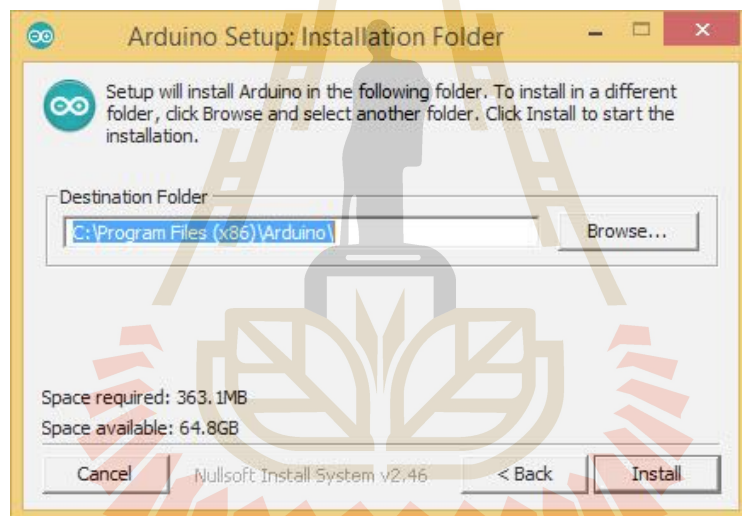 Arduino Setup: Installation Folder
Setup will install Arduino in the following folder. To install in a different
folder, click Browse and select another folder. Click Install to start the
installation.
Destination Folder
C:\Program Files (x86)\Arduino\
Browse...
Space required: 363.1MB
Space available: 64.8GB
Cancel
Nullsoft Install System v2.46
< Back
Install